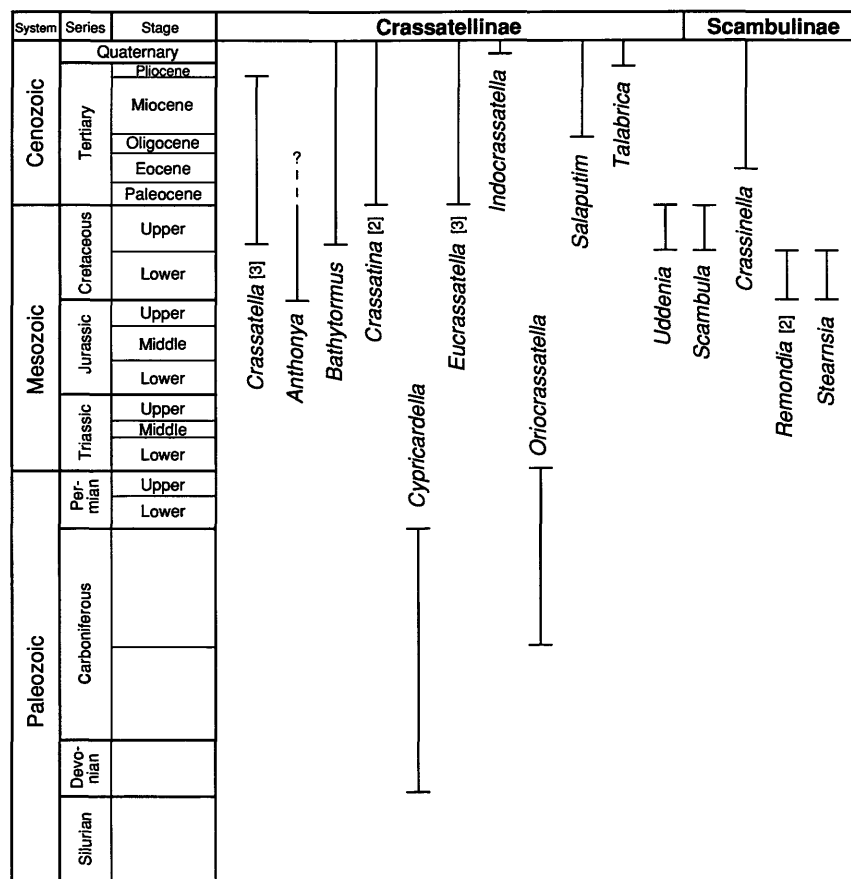 System Series Stage Crassatellinae Scambulinae
Cenozoic
Quaternary
Tertiary
Pliocene
Miocene
Oligocene
Eocene
Paleocene
Mesozoic
Cretaceous
Upper
Lower
Jurassic
Upper
Middle
Lower
Triassic
Upper
Middle
Lower
Paleozoic
Per-
mian
Upper
Lower
Carboniferous
Devo-
nian
Silurian
Crassatella [3]
?
Anthonya
Bathytormus
Crassatina [2]
Cypricardella
Eucrassatella [3]
Indocrassatella
Oriocrassatella
Salaputim
Talabrica
Uddenia
Scambula
Crassinella
Remondia [2]
Stearnsia